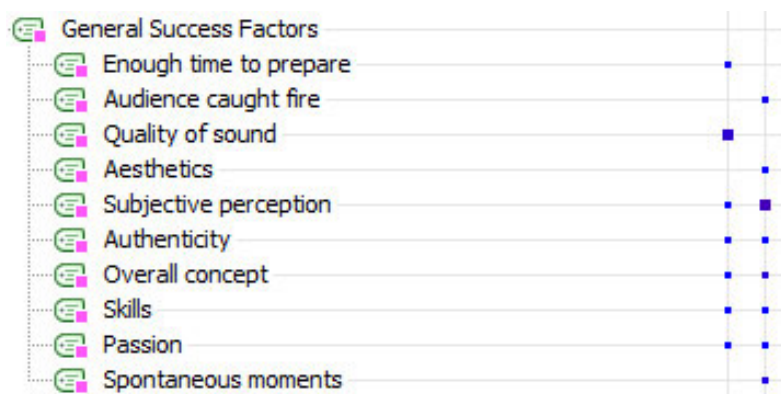 General Success Factors
Enough time to prepare
Audience caught fire
Quality of sound
Aesthetics
Subjective perception
Authenticity
Overall concept
Skills
Passion
Spontaneous moments